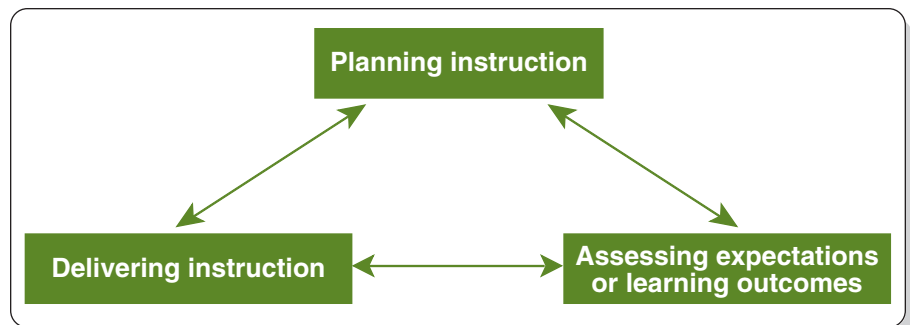 Planning instruction
Delivering instruction
Assessing expectations
or learning outcomes